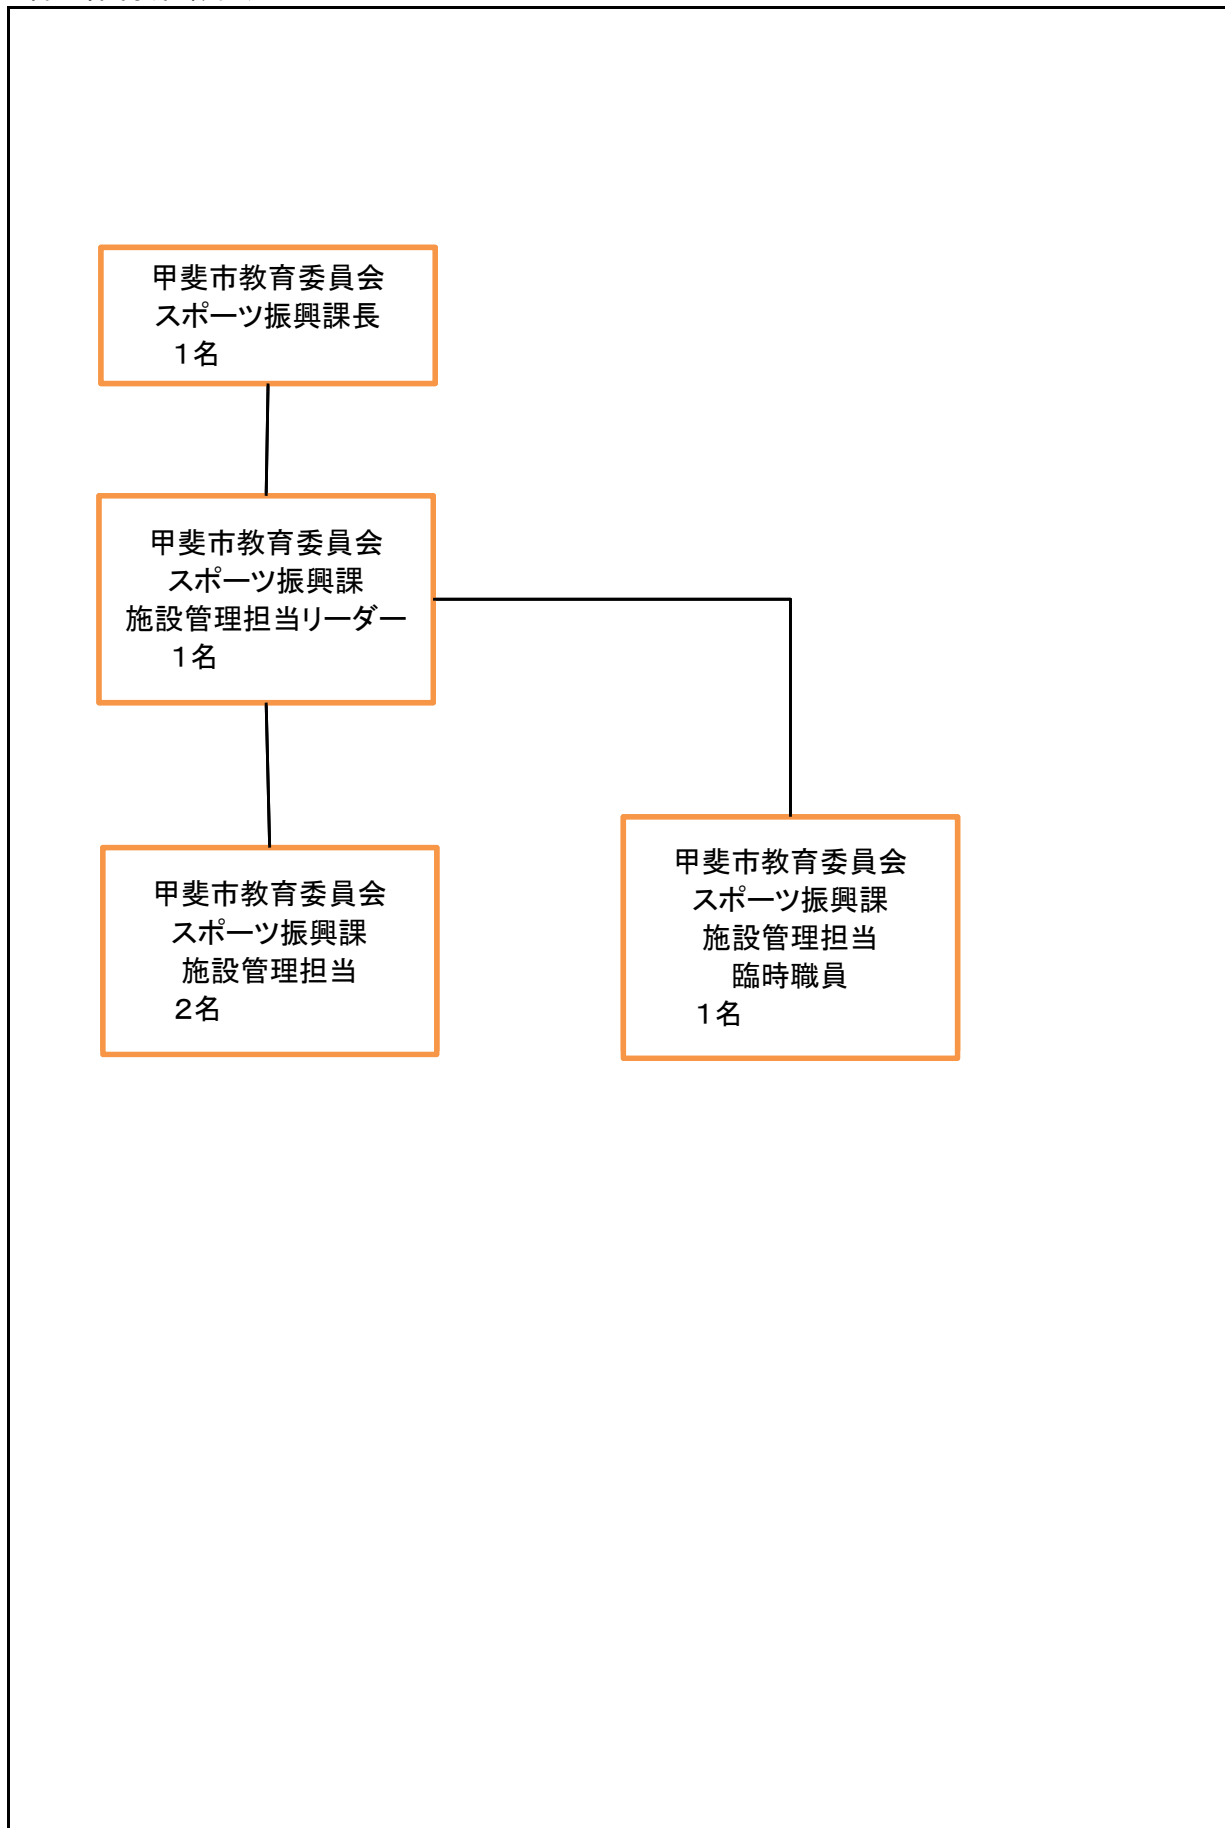 甲斐市教育委員会
スポーツ振興課長
１名
甲斐市教育委員会
スポーツ振興課
施設管理担当リーダー
１名
甲斐市教育委員会
スポーツ振興課
施設管理担当
２名
甲斐市教育委員会
スポーツ振興課
施設管理担当
臨時職員
１名